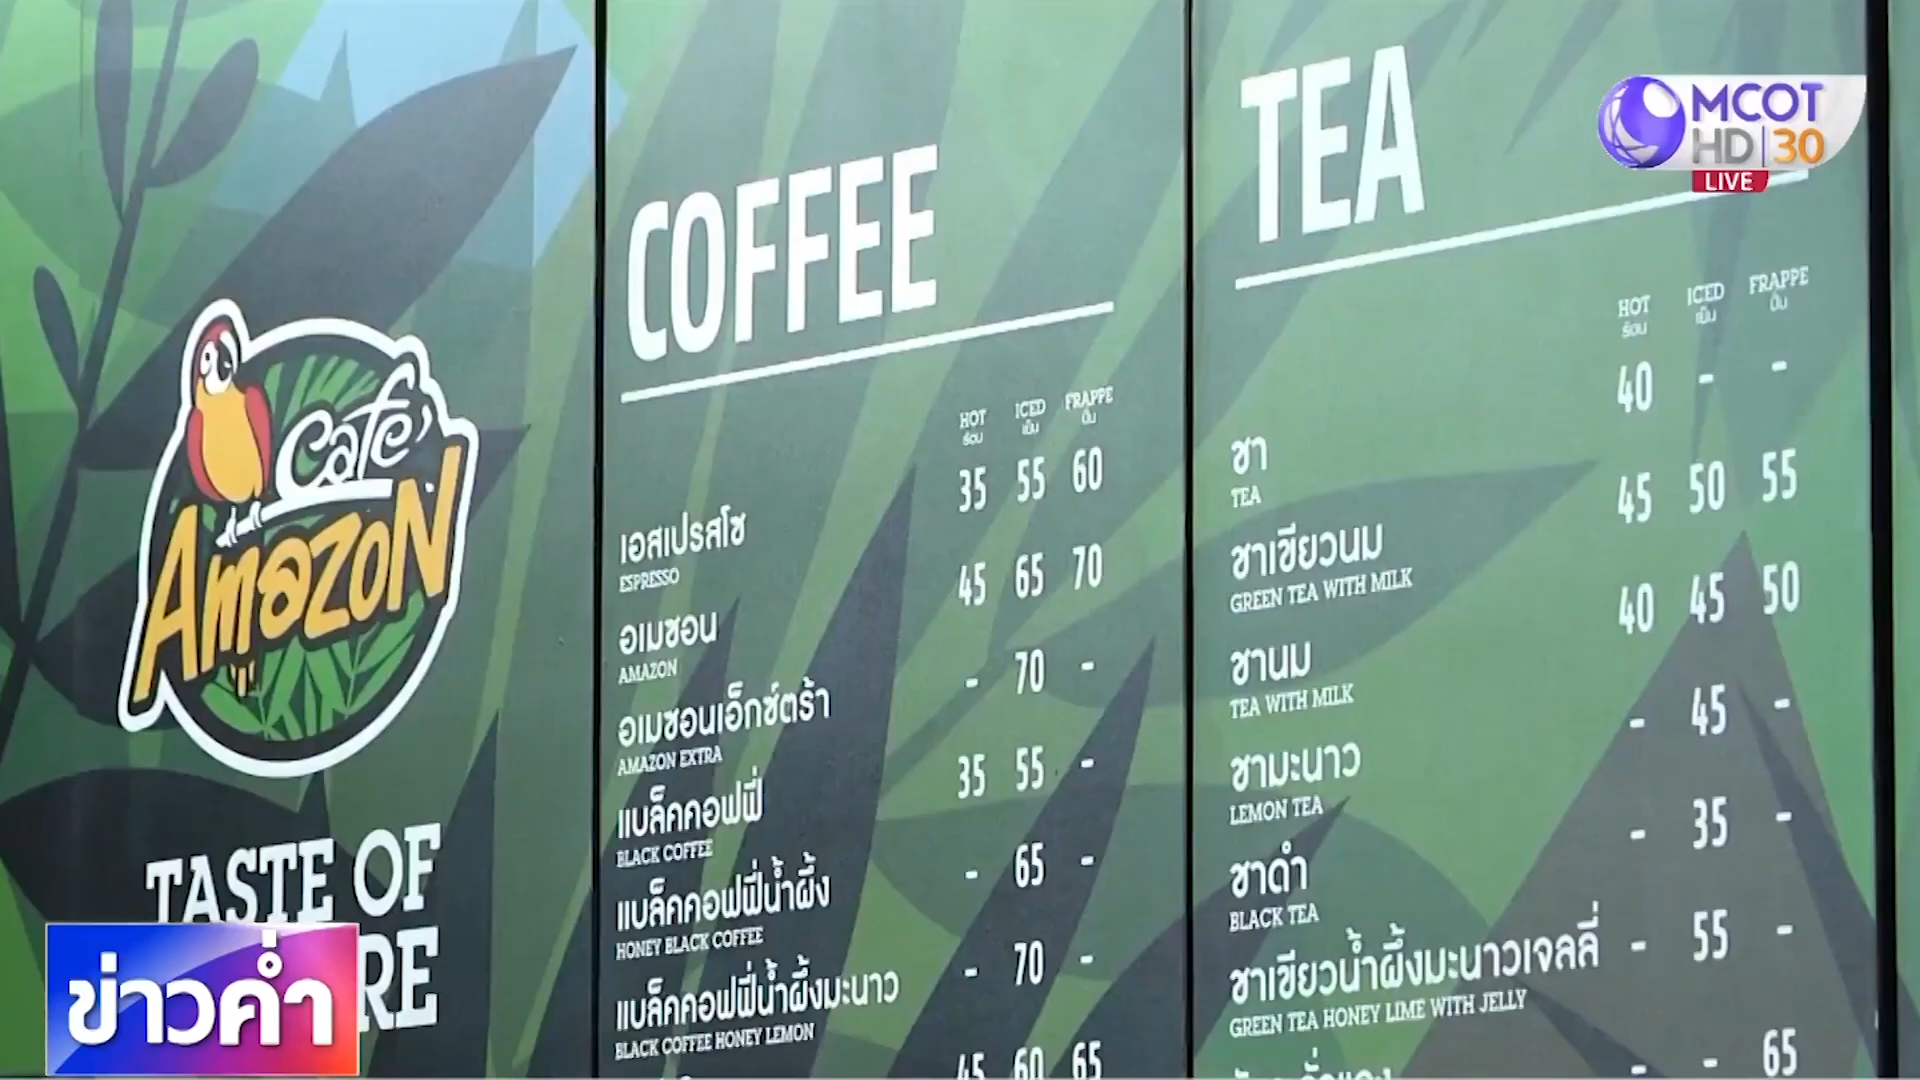 Café
AmazoN
TASTE OF
RE
ข่าวค่ำ
COFFEE
HOT ICED FRAPPE
ร้อน เย็น ปั่น
เอสเปรสโซ 35 55 60
ESPRESSO
อเมซอน 45 65 70
AMAZON
อเมซอนเอ็กซ์ตร้า - 70 -
AMAZON EXTRA
แบล็คคอฟฟี่ 35 55 -
BLACK COFFEE
แบล็คคอฟฟี่น้ำผึ้ง - 65 -
HONEY BLACK COFFEE
แบล็คคอฟฟี่น้ำผึ้งมะนาว - 70 -
BLACK COFFEE HONEY LEMON
45 60 65
TEA
HOT ICED FRAPPE
ร้อน เย็น ปั่น
ชา 40 - -
TEA
ชาเขียวนม 45 50 55
GREEN TEA WITH MILK
ชานม 40 45 50
TEA WITH MILK
ชามะนาว - 45 -
LEMON TEA
ชาดำ - 35 -
BLACK TEA
ชาเขียวน้ำผึ้งมะนาวเจลลี่ - 55 -
GREEN TEA HONEY LIME WITH JELLY
- - 65
MCOT
HD 30
LIVE